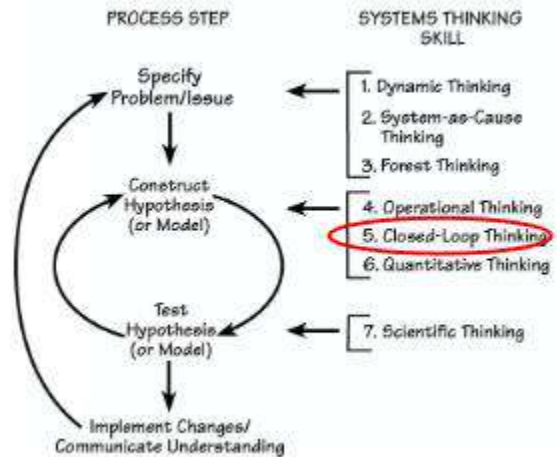 PROCESS STEP
SYSTEMS THINKING
SKILL
Specify
Problem/Issue
1. Dynamic Thinking
2. System-as-Cause
Thinking
3. Forest Thinking
Construct
Hypothesis
(or Model)
4. Operational Thinking
5. Closed-Loop Thinking
6. Quantitative Thinking
Test
Hypothesis
(or Model)
7. Scientific Thinking
Implement Changes/
Communicate Understanding